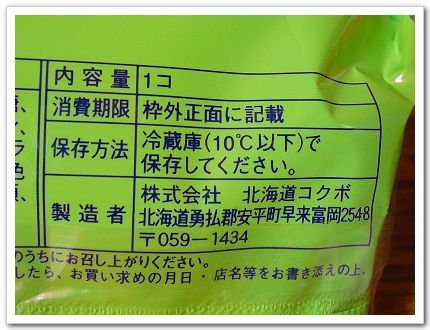 内容量 1コ
消費期限 枠外正面に記載
保存方法 冷蔵庫(10℃以下)で
保存してください。
製造者 株式会社 北海道コクボ
北海道勇払郡安平町早来富岡254-8
〒059-1434
のうちにお召し上がりください。
したら、お買い求めの月日・店名等をお書き添えの上、